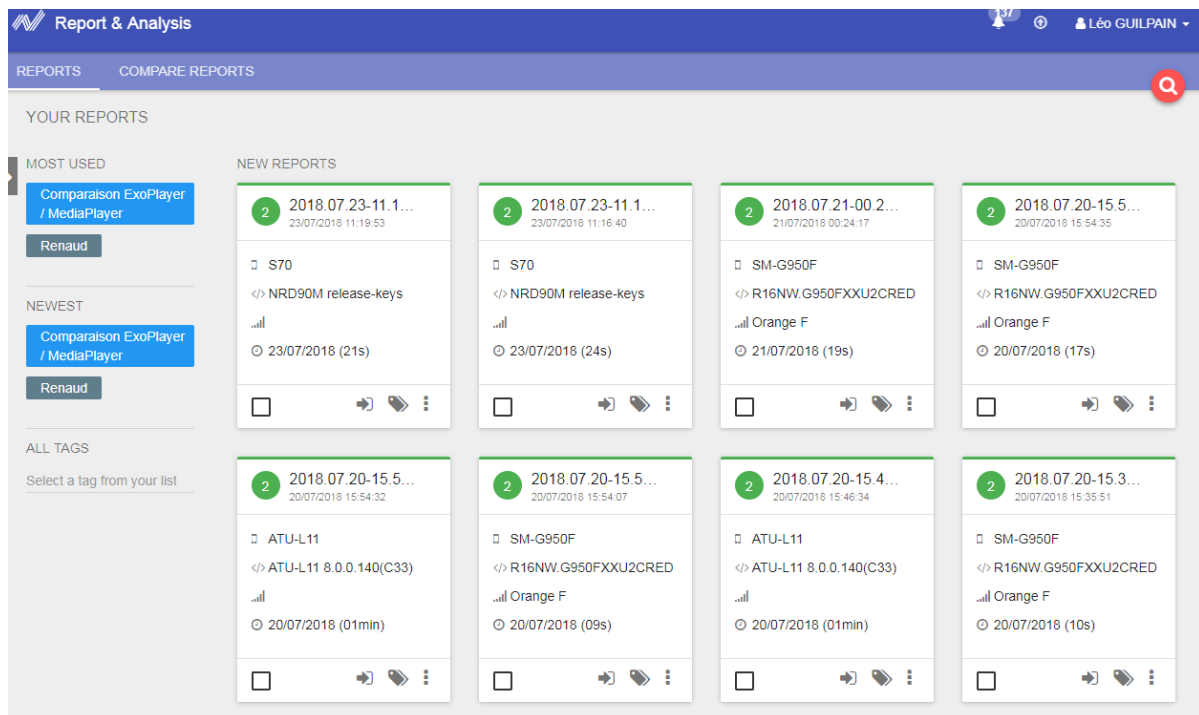 Report & Analysis
137
Léo GUILPAIN
REPORTS COMPARE REPORTS
YOUR REPORTS
MOST USED
Comparaison ExoPlayer
/ MediaPlayer
Renaud
NEWEST
Comparaison ExoPlayer
/ MediaPlayer
Renaud
ALL TAGS
Select a tag from your list
NEW REPORTS
2
2018.07.23-11.1...
23/07/2018 11:19:53
S70
</> NRD90M release-keys
23/07/2018 (21s)
2
2018.07.23-11.1...
23/07/2018 11:16:40
S70
</> NRD90M release-keys
23/07/2018 (24s)
2
2018.07.21-00.2...
21/07/2018 00:24:17
SM-G950F
</> R16NW.G950FXXU2CRED
Orange F
21/07/2018 (19s)
2
2018.07.20-15.5...
20/07/2018 15:54:35
SM-G950F
</> R16NW.G950FXXU2CRED
Orange F
20/07/2018 (17s)
2
2018.07.20-15.5...
20/07/2018 15:54:32
ATU-L11
</> ATU-L11 8.0.0.140(C33)
20/07/2018 (01min)
2
2018.07.20-15.5...
20/07/2018 15:54:07
SM-G950F
</> R16NW.G950FXXU2CRED
Orange F
20/07/2018 (09s)
2
2018.07.20-15.4...
20/07/2018 15:46:34
ATU-L11
</> ATU-L11 8.0.0.140(C33)
20/07/2018 (01min)
2
2018.07.20-15.3...
20/07/2018 15:35:51
SM-G950F
</> R16NW.G950FXXU2CRED
Orange F
20/07/2018 (10s)